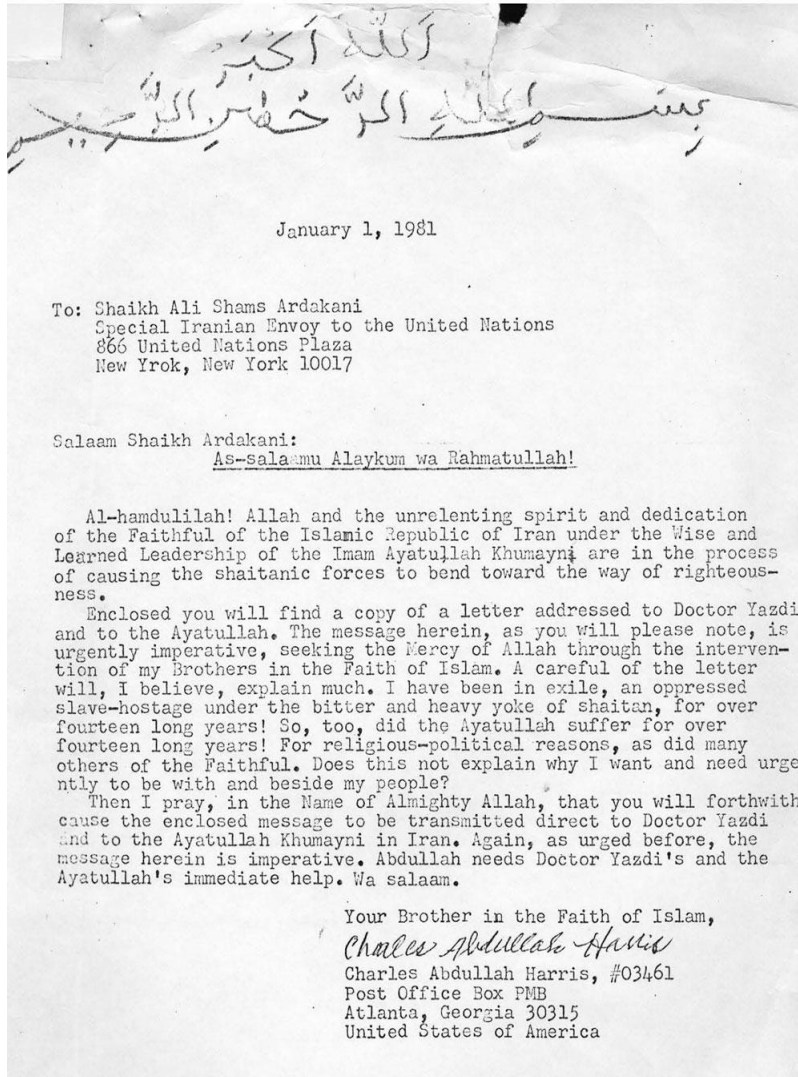 اَللّٰهُ اَكْبَرُ
بِسْمِ اللهِ الرَّحْمٰنِ الرَّحِيْمِ
January 1, 1981
To: Shaikh Ali Shams Ardakani
Special Iranian Envoy to the United Nations
866 United Nations Plaza
New Yrok, New York 10017
Salaam Shaikh Ardakani:
As-salaamu Alaykum wa Rahmatullah!
Al-hamdulilah! Allah and the unrelenting spirit and dedication
of the Faithful of the Islamic Republic of Iran under the Wise and
Learned Leadership of the Imam Ayatullah Khumayni are in the process
of causing the shaitanic forces to bend toward the way of righteous-
ness.
Enclosed you will find a copy of a letter addressed to Doctor Yazdi
and to the Ayatullah. The message herein, as you will please note, is
urgently imperative, seeking the Mercy of Allah through the interven-
tion of my Brothers in the Faith of Islam. A careful of the letter
will, I believe, explain much. I have been in exile, an oppressed
slave-hostage under the bitter and heavy yoke of shaitan, for over
fourteen long years! So, too, did the Ayatullah suffer for over
fourteen long years! For religious-political reasons, as did many
others of the Faithful. Does this not explain why I want and need urge
ntly to be with and beside my people?
Then I pray, in the Name of Almighty Allah, that you will forthwith
cause the enclosed message to be transmitted direct to Doctor Yazdi
and to the Ayatullah Khumayni in Iran. Again, as urged before, the
message herein is imperative. Abdullah needs Doctor Yazdi's and the
Ayatullah's immediate help. Wa salaam.
Your Brother in the Faith of Islam,
Charles Abdullah Harris
Charles Abdullah Harris, #03461
Post Office Box PMB
Atlanta, Georgia 30315
United States of America